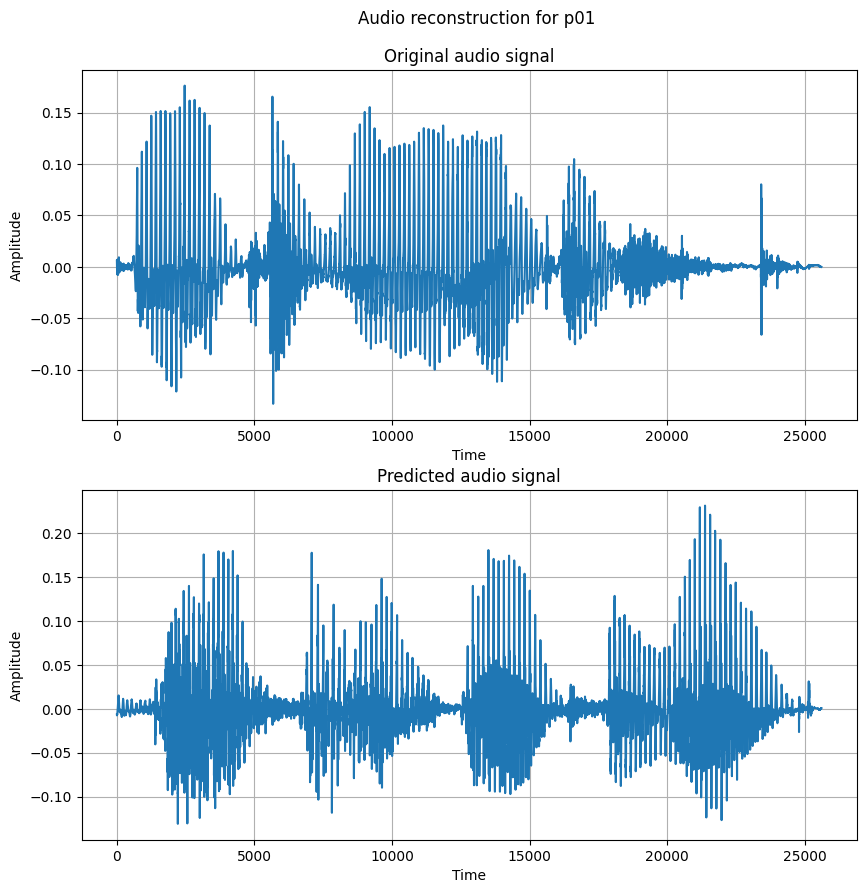 Audio reconstruction for p01
Original audio signal
0.15
0.10
0.05
0.00
−0.05
−0.10
Amplitude
0 5000 10000 15000 20000 25000
Time
Predicted audio signal
0.20
0.15
0.10
0.05
0.00
−0.05
−0.10
Amplitude
0 5000 10000 15000 20000 25000
Time